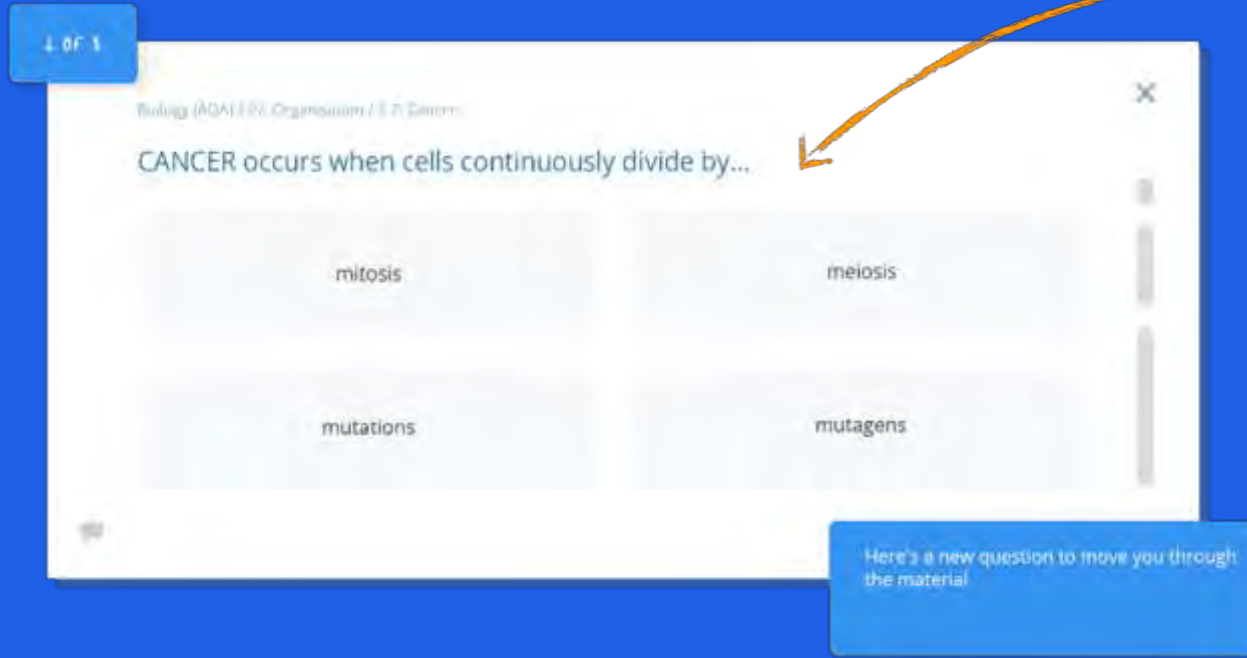 CANCER occurs when cells continuously divide by...
mitosis
meiosis
mutations
mutagens
Here's a new question to move you through
the material